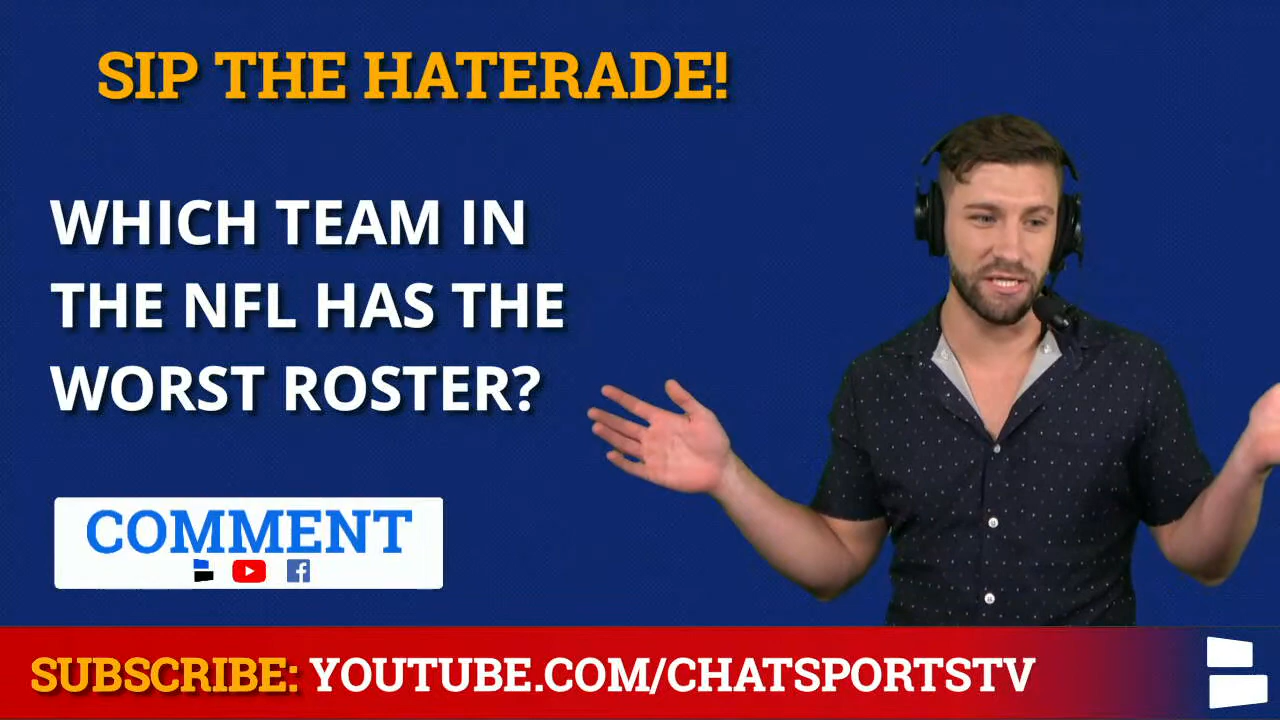 SIP THE HATERADE!
WHICH TEAM IN
THE NFL HAS THE
WORST ROSTER?
COMMENT
SUBSCRIBE: YOUTUBE.COM/CHATSPORTSTV